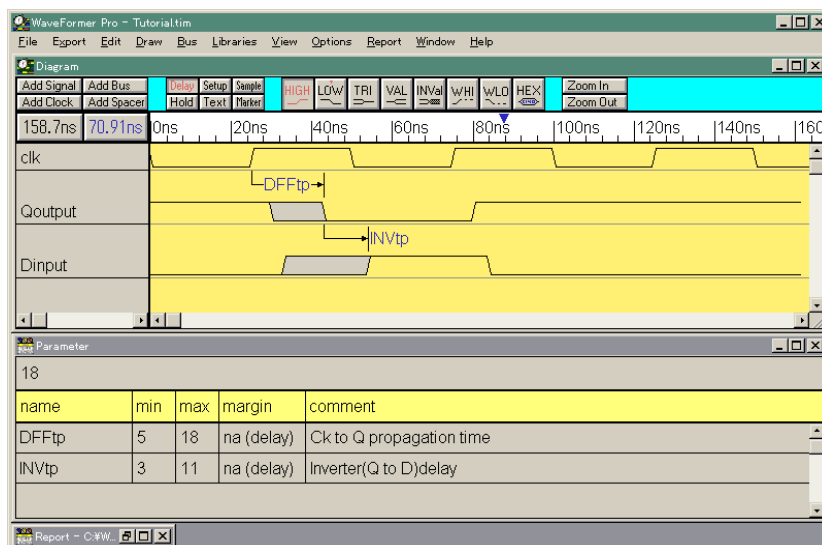 WaveFormer Pro - Tutorial.tim
File Export Edit Draw Bus Libraries View Options Report Window Help
Diagram
Add Signal Add Bus Delay Setup Sample HIGH LOW TRI VAL INVal WHI WLO HEX Zoom In
Add Clock Add Spacer Hold Text Marker Zoom Out
158.7ns 70.91ns 0ns 20ns 40ns 60ns 80ns 100ns 120ns 140ns 160
clk
DFFtp
Qoutput
INVtp
Dinput
Parameter
18
name min max margin comment
DFFtp 5 18 na (delay) Ck to Q propagation time
INVtp 3 11 na (delay) Inverter(Q to D)delay
Report - C:¥W...